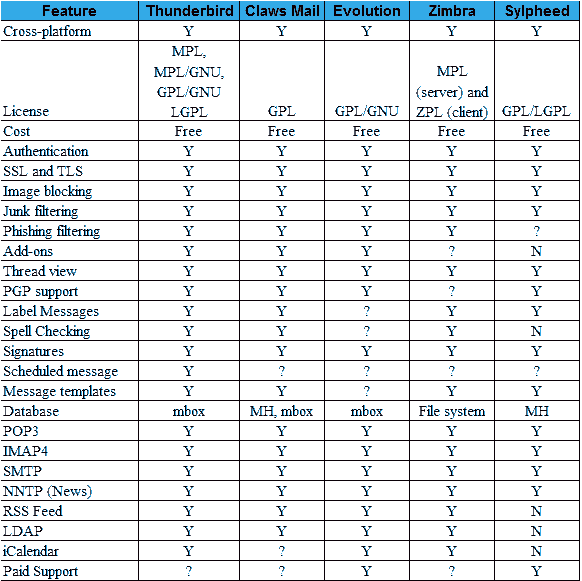 Feature Thunderbird Claws Mail Evolution Zimbra Sylpheed
Cross-platform Y Y Y Y Y
MPL,
MPL/GNU, MPL
GPL/GNU (server) and
License LGPL GPL GPL/GNU ZPL (client) GPL/LGPL
Cost Free Free Free Free Free
Authentication Y Y Y Y Y
SSL and TLS Y Y Y Y Y
Image blocking Y Y Y Y Y
Junk filtering Y Y Y Y Y
Phishing filtering Y Y Y Y ?
Add-ons Y Y Y ? N
Thread view Y Y Y Y Y
PGP support Y Y Y ? Y
Label Messages Y Y ? Y Y
Spell Checking Y Y ? Y N
Signatures Y Y Y Y Y
Scheduled message Y ? ? ? ?
Message templates Y Y ? Y Y
Database mbox MH, mbox mbox File system MH
POP3 Y Y Y Y Y
IMAP4 Y Y Y Y Y
SMTP Y Y Y Y Y
NNTP (News) Y Y Y Y Y
RSS Feed Y Y Y Y N
LDAP Y Y Y Y N
iCalendar Y ? Y Y N
Paid Support ? ? Y ? ?